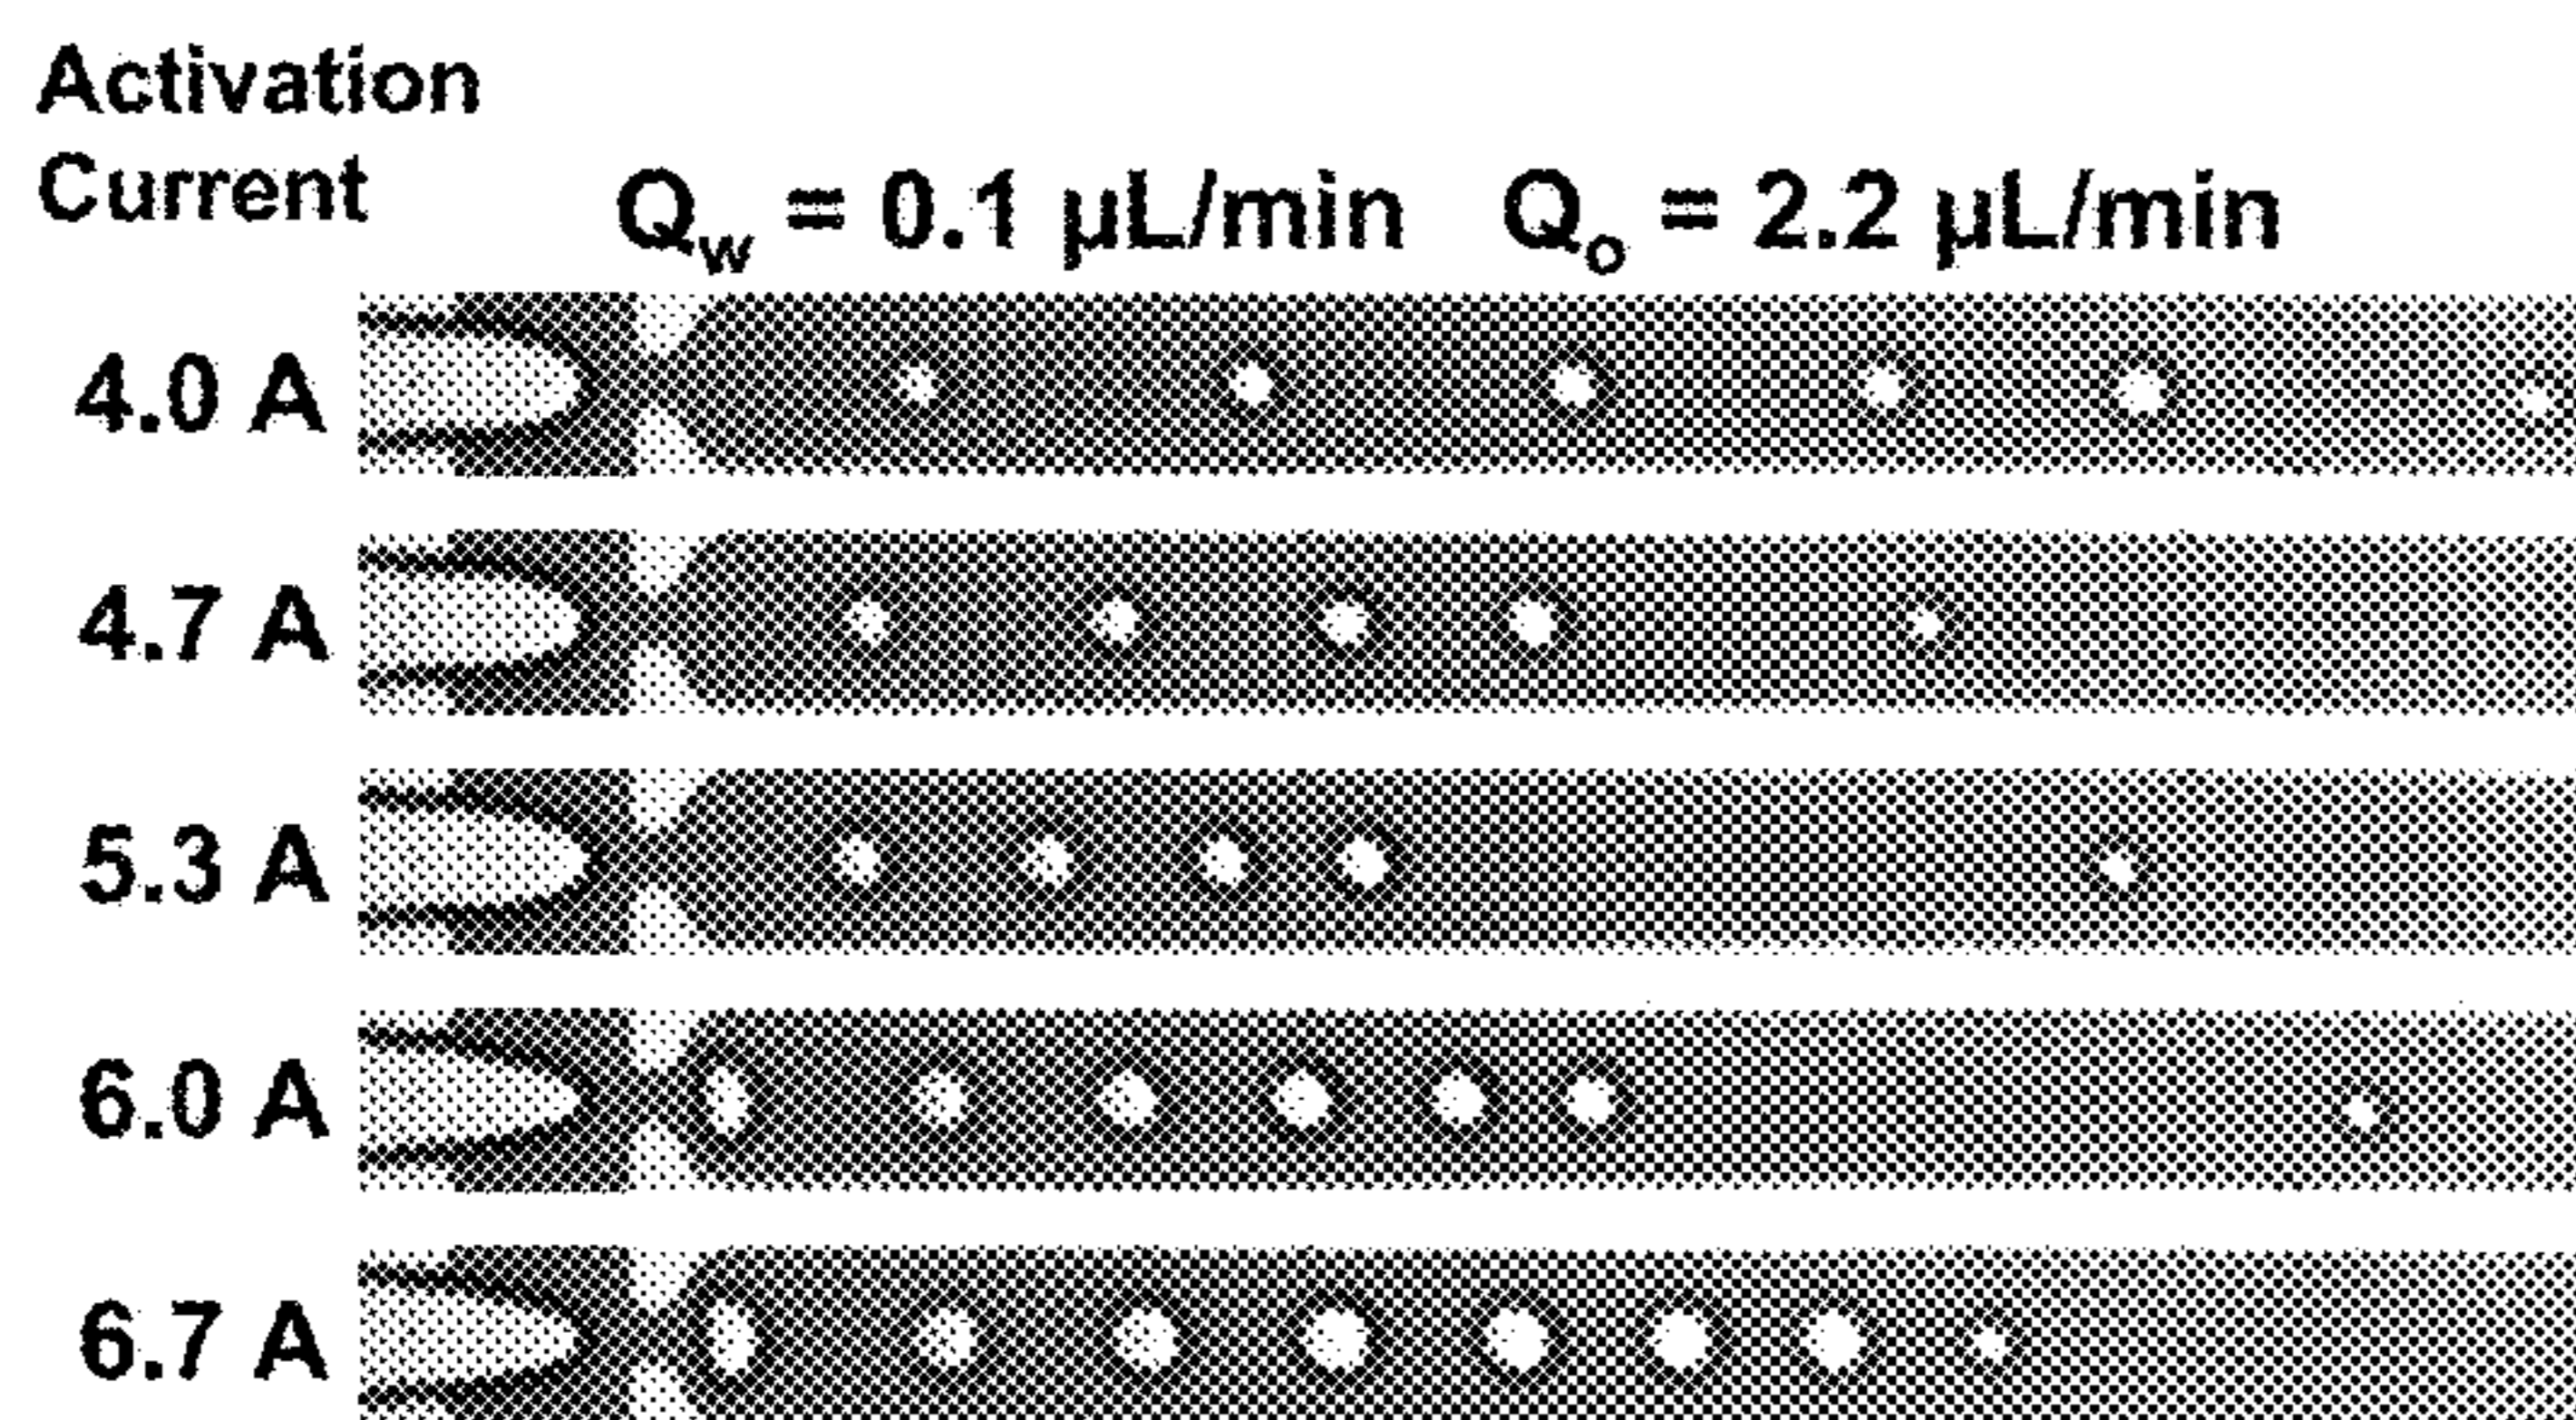 Activation
Current
Qw = 0.1 µL/min Qo = 2.2 µL/min
4.0 A
4.7 A
5.3 A
6.0 A
6.7 A